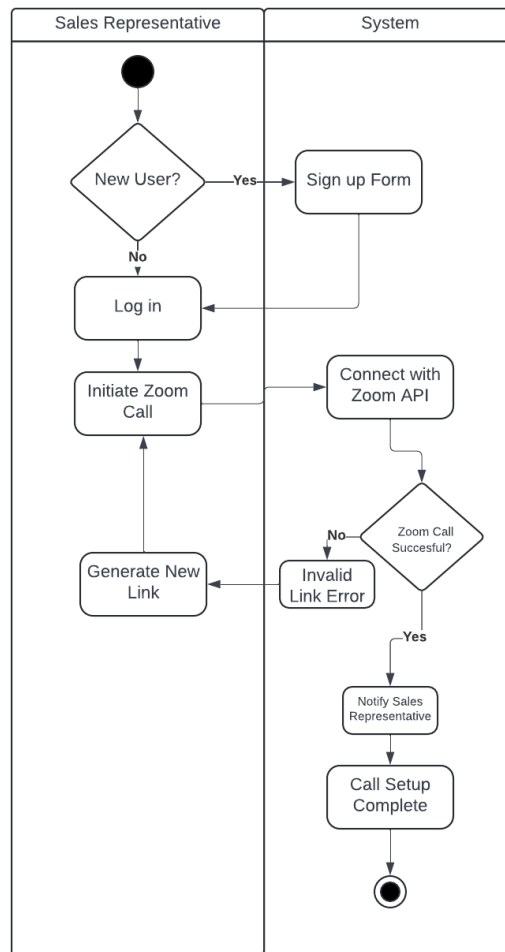 Sales Representative
System
New User?
Yes
Sign up Form
No
Log in
Initiate Zoom
Call
Connect with
Zoom API
Zoom Call
Succesful?
No
Invalid
Link Error
Generate New
Link
Yes
Notify Sales
Representative
Call Setup
Complete